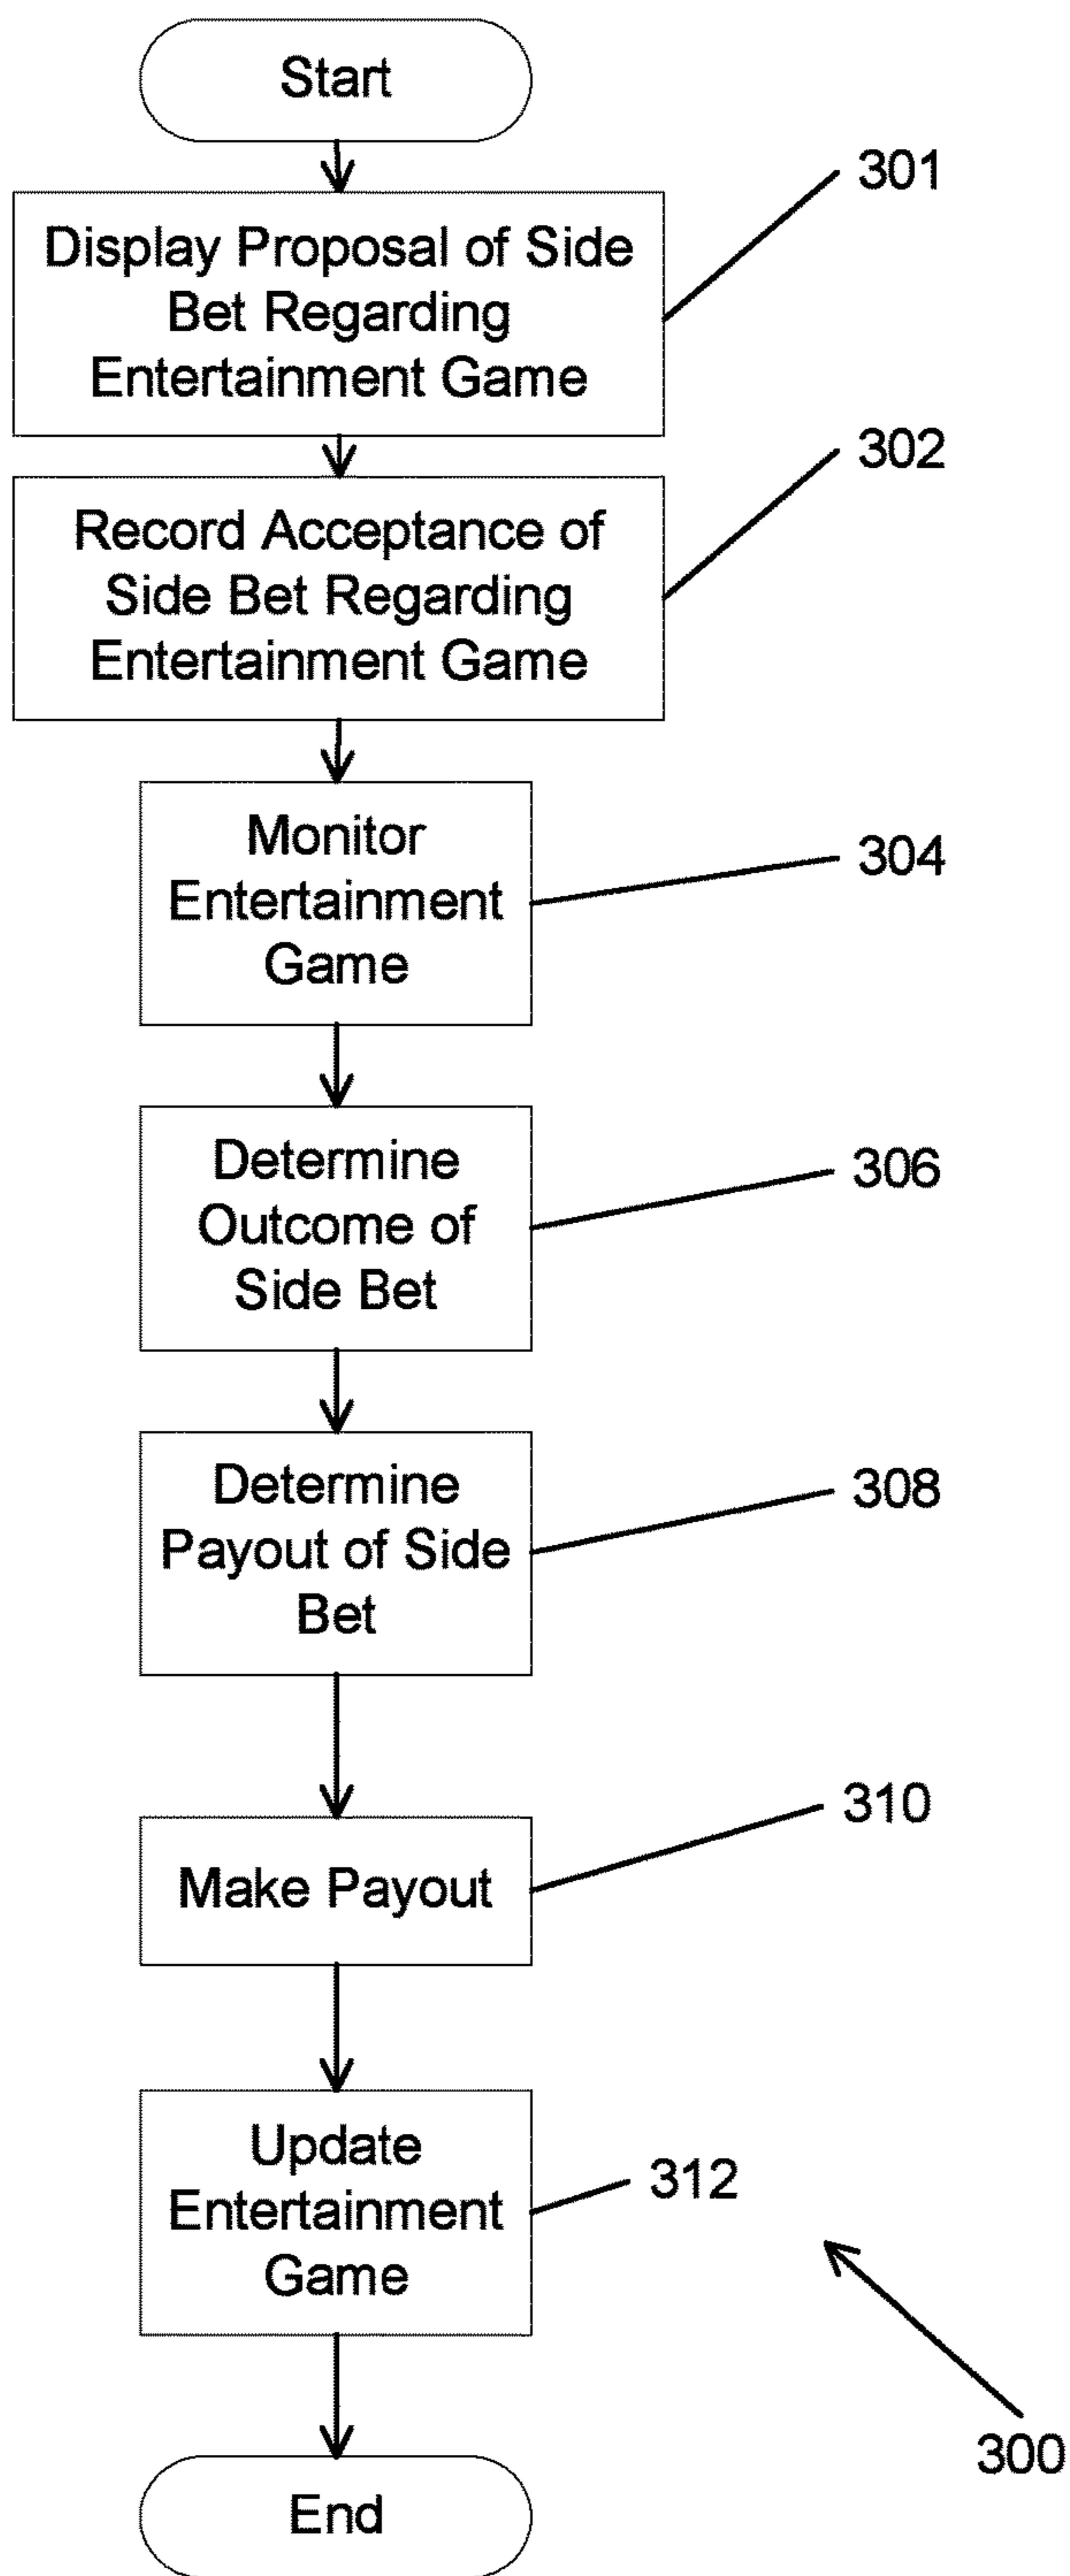 Start
301
Display Proposal of Side
Bet Regarding
Entertainment Game
302
Record Acceptance of
Side Bet Regarding
Entertainment Game
304
Monitor
Entertainment
Game
306
Determine
Outcome of
Side Bet
308
Determine
Payout of Side
Bet
310
Make Payout
312
Update
Entertainment
Game
300
End